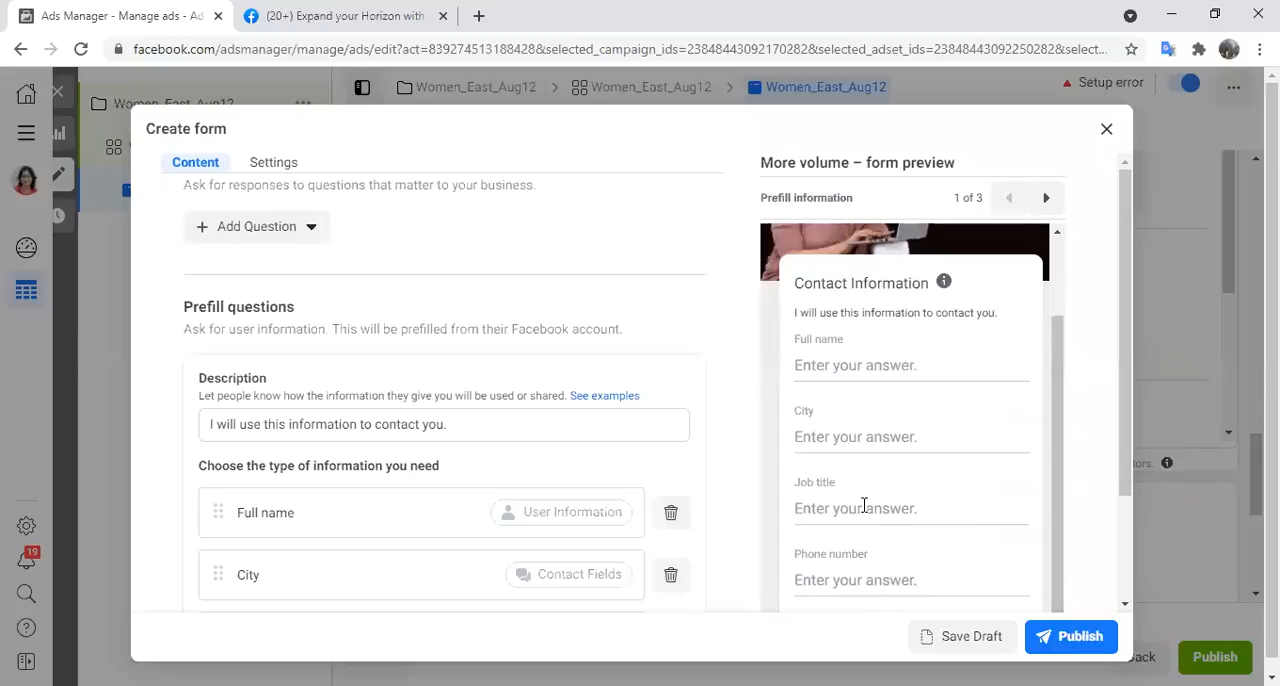 Ads Manager - Manage ads - Ad
(20+) Expand your Horizon with
facebook.com/adsmanager/manage/ads/edit?act=839274513188428&selected_campaign_ids=23848443092170282&selected_adset_ids=23848443092250282&select...
Women_East_Aug12
Women_East_Aug12
Women_East_Aug12
Women_East_Aug12
Setup error
Create form
Content
Settings
Ask for responses to questions that matter to your business.
Add Question
Prefill questions
Ask for user information. This will be prefilled from their Facebook account.
Description
Let people know how the information they give you will be used or shared. See examples
I will use this information to contact you.
Choose the type of information you need
Full name
User Information
City
Contact Fields
More volume – form preview
Prefill information
1 of 3
Contact Information
I will use this information to contact you.
Full name
Enter your answer.
City
Enter your answer.
Job title
Enter your answer.
Phone number
Enter your answer.
Save Draft
Publish
tors.
ack
Publish
19